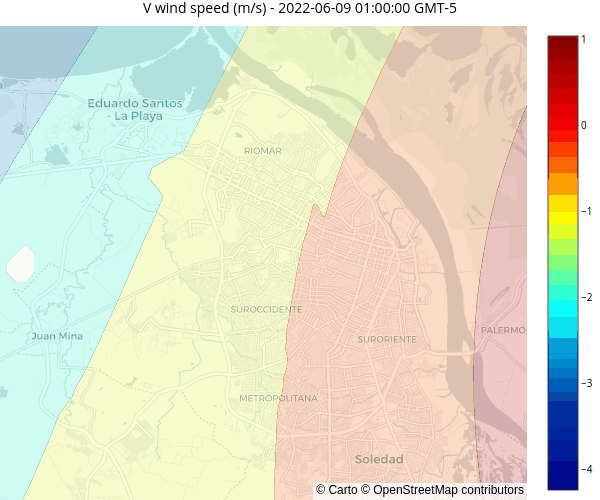 V wind speed (m/s) - 2022-06-09 01:00:00 GMT-5
1
0
−1
−2
−3
−4
Eduardo Santos
- La Playa
RIOMAR
SUROCCIDENTE
Juan Mina
SURORIENTE
PALERMO
METROPOLITANA
Soledad
© Carto © OpenStreetMap contributors